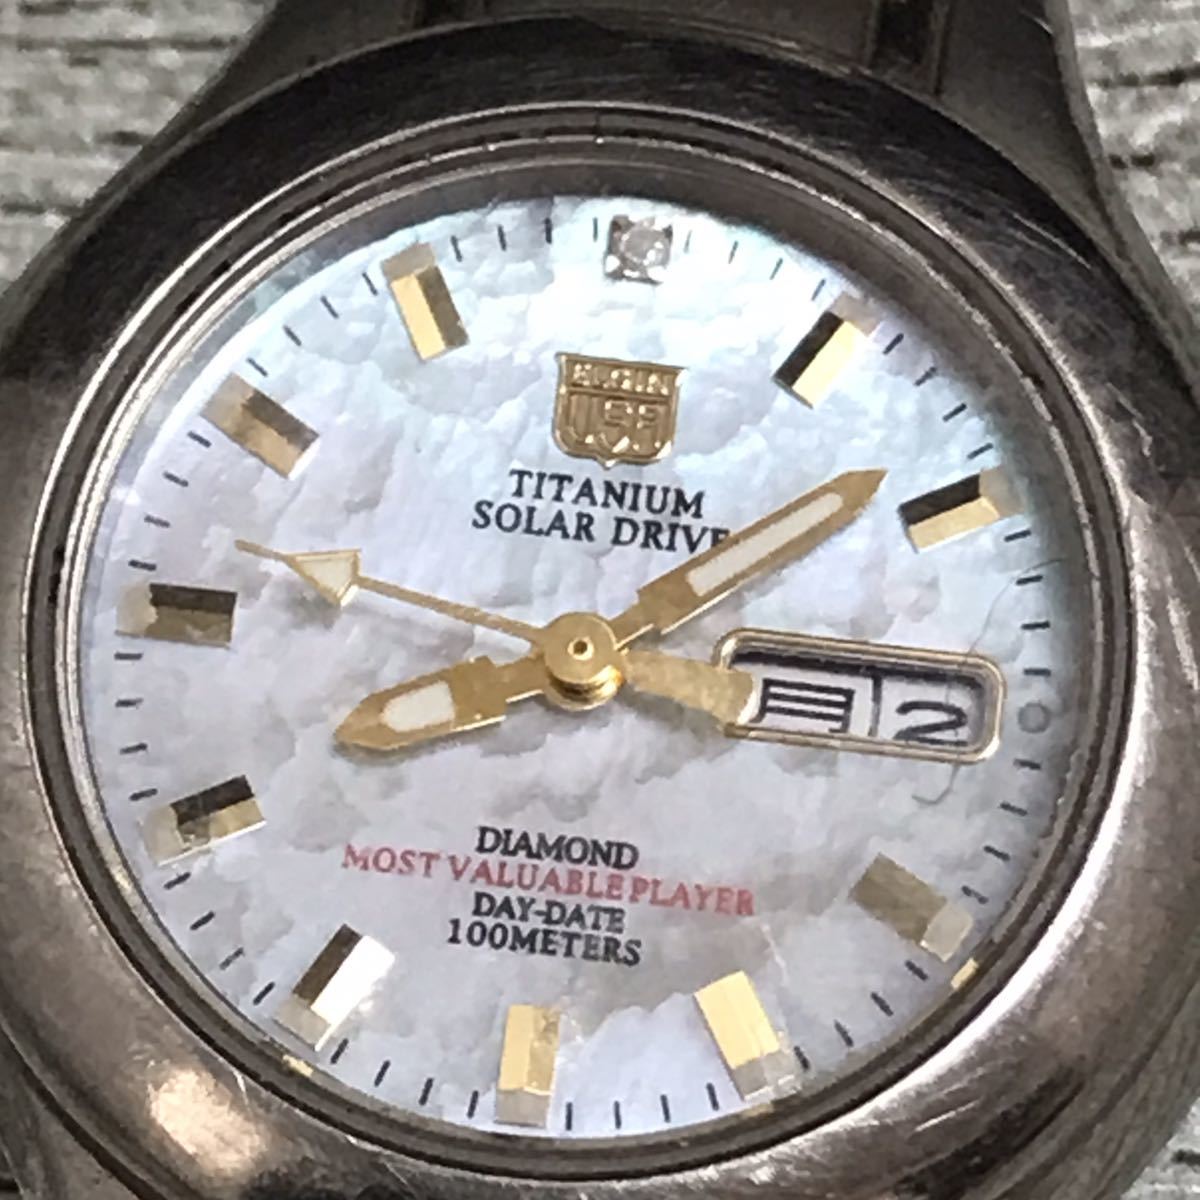 ELGIN
TITANIUM
SOLAR DRIVE
月 2
DIAMOND
MOST VALUABLE PLAYER
DAY-DATE
100METERS